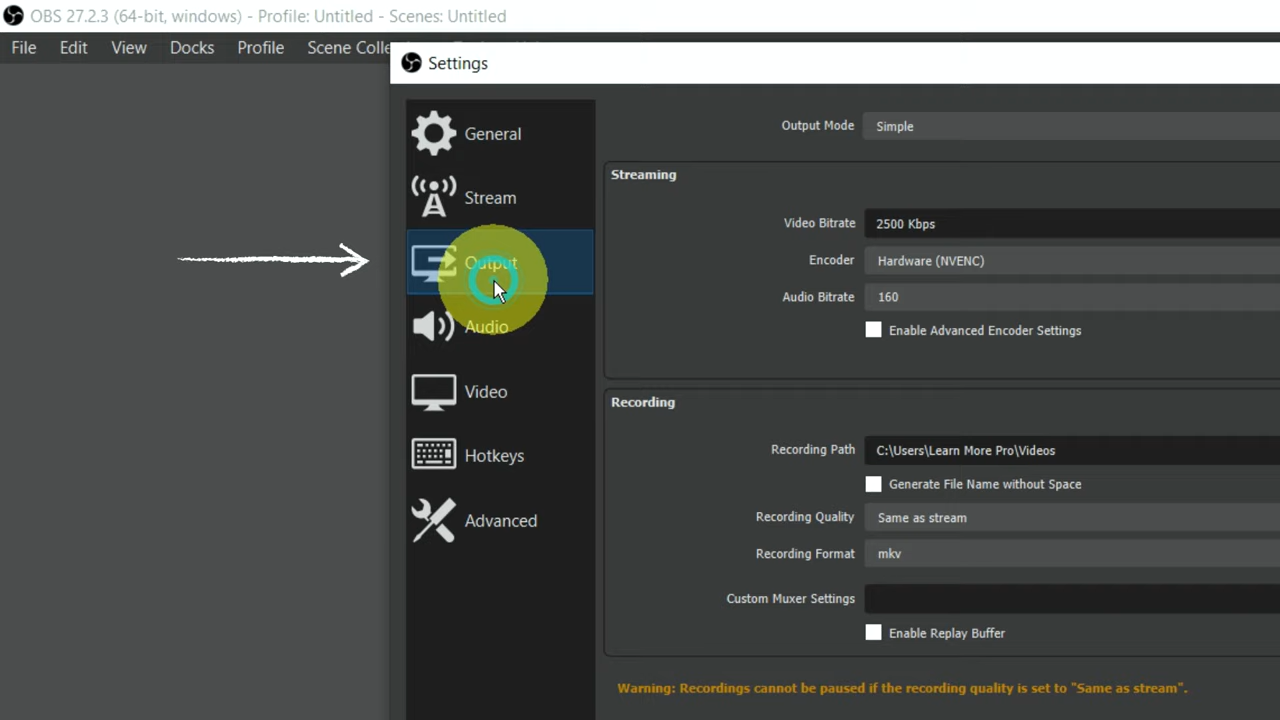 OBS 27.2.3 (64-bit, windows) - Profile: Untitled - Scenes: Untitled
File Edit View Docks Profile Scene Colle
Settings
General
Stream
Output
Audio
Video
Hotkeys
Advanced
Output Mode Simple
Streaming
Video Bitrate 2500 Kbps
Encoder Hardware (NVENC)
Audio Bitrate 160
Enable Advanced Encoder Settings
Recording
Recording Path C:\Users\Learn More Pro\Videos
Generate File Name without Space
Recording Quality Same as stream
Recording Format mkv
Custom Muxer Settings
Enable Replay Buffer
Warning: Recordings cannot be paused if the recording quality is set to "Same as stream".